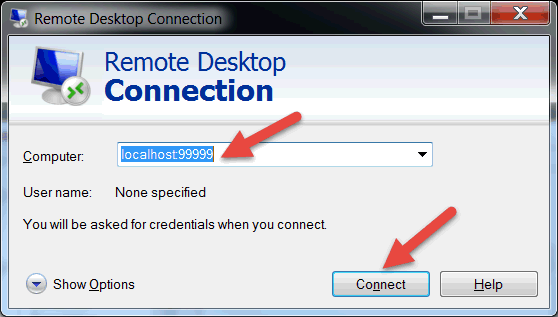 Remote Desktop Connection
Remote Desktop
Connection
Computer: localhost:99999
User name: None specified
You will be asked for credentials when you connect.
Show Options Connect Help